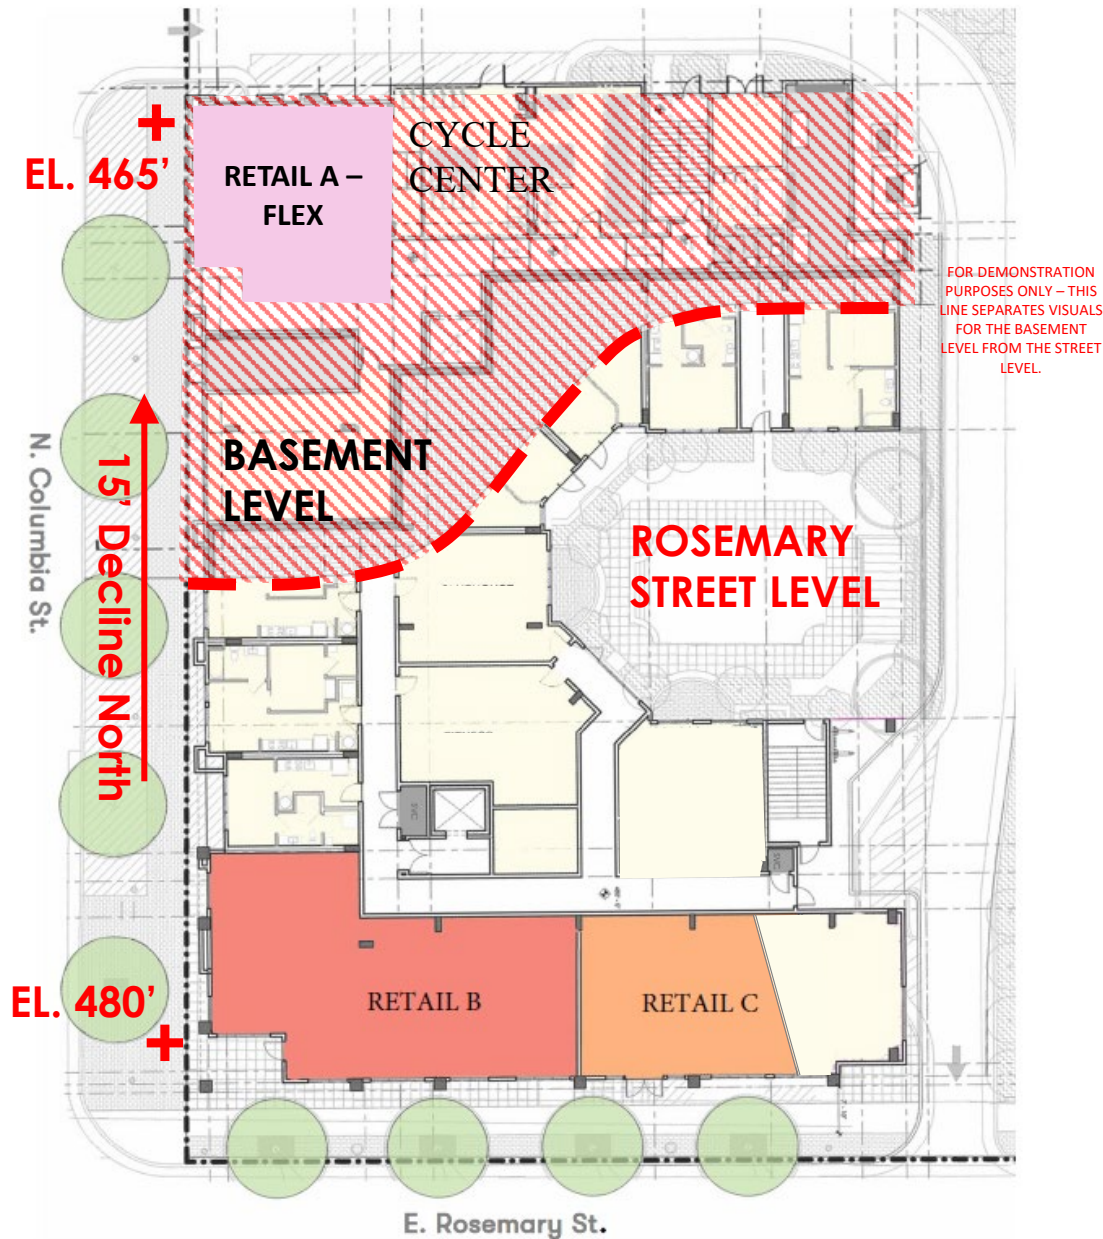 CYCLE
CENTER
EL. 465’
RETAIL A –
FLEX
FOR DEMONSTRATION
PURPOSES ONLY – THIS
LINE SEPARATES VISUALS
FOR THE BASEMENT
LEVEL FROM THE STREET
LEVEL.
N. Columbia St.
15’ Decline North
BASEMENT
LEVEL
ROSEMARY
STREET LEVEL
SVC
SVC
EL. 480’
RETAIL B
RETAIL C
E. Rosemary St.